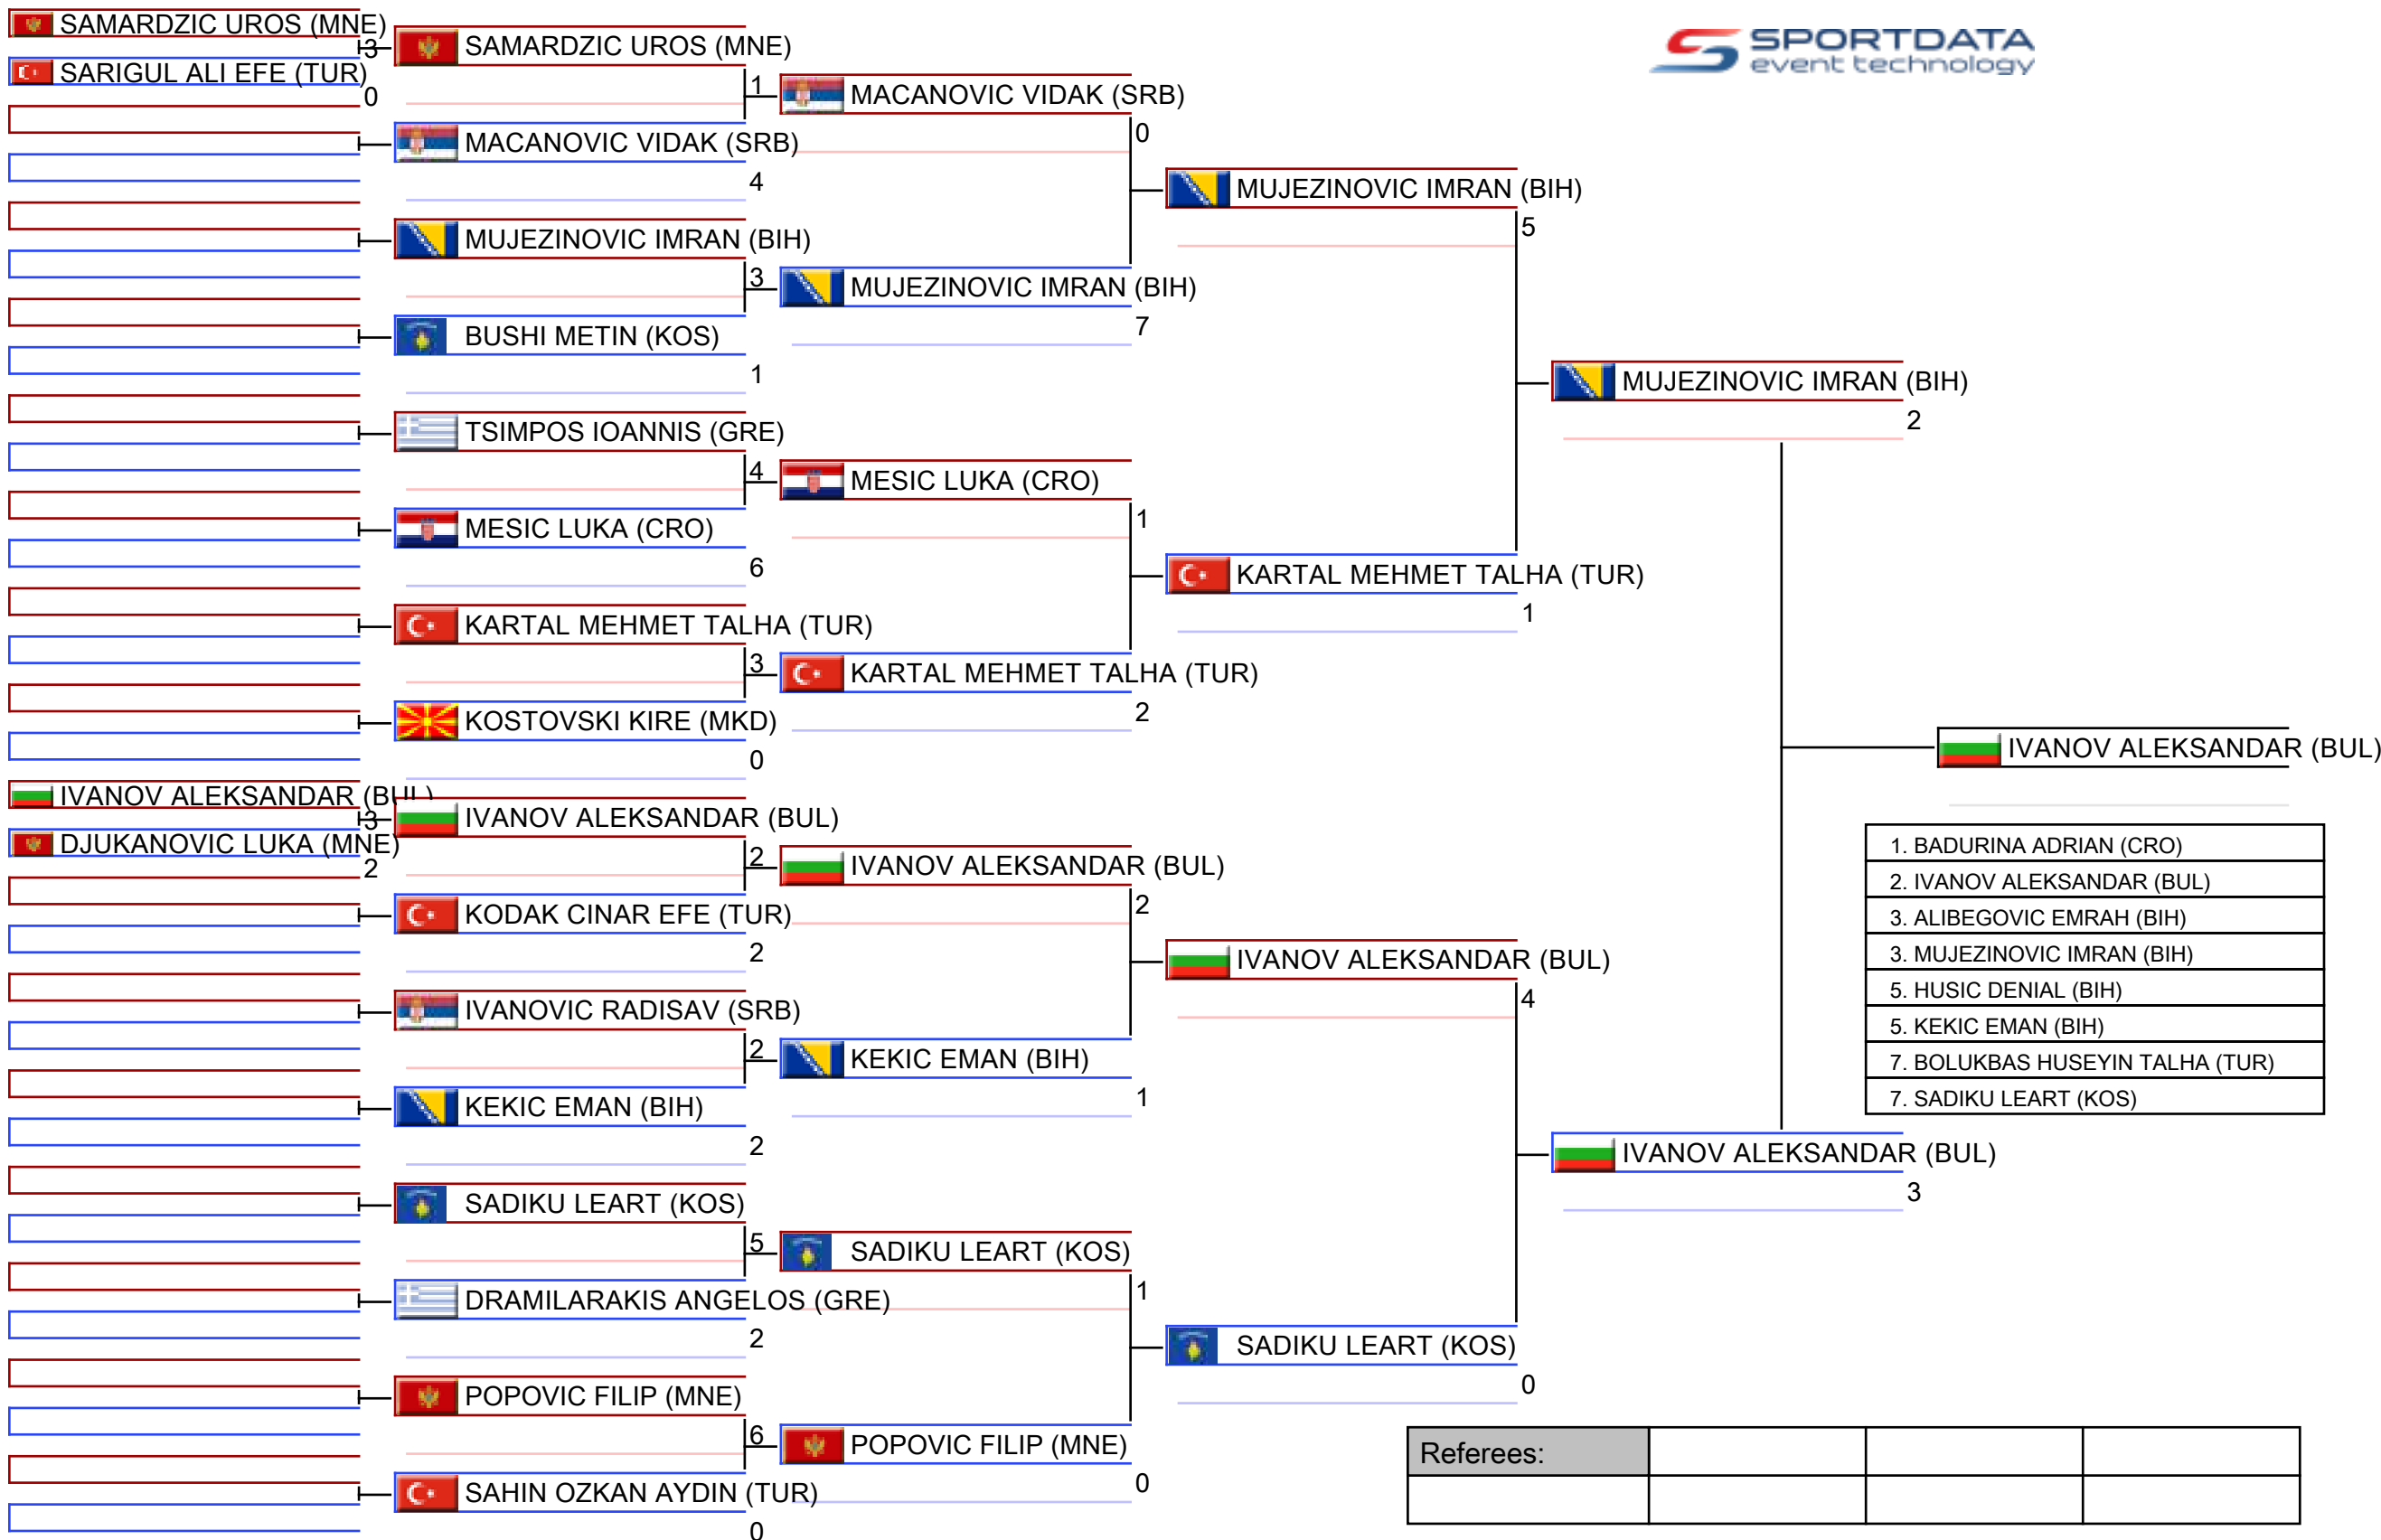 SAMARDZIC UROS (MNE)
3
SARIGUL ALI EFE (TUR)
0
IVANOV ALEKSANDAR (BUL)
3
DJUKANOVIC LUKA (MNE)
2
SAMARDZIC UROS (MNE)
1
MACANOVIC VIDAK (SRB)
4
MUJEZINOVIC IMRAN (BIH)
3
BUSHI METIN (KOS)
1
TSIMPOS IOANNIS (GRE)
4
MESIC LUKA (CRO)
6
KARTAL MEHMET TALHA (TUR)
3
KOSTOVSKI KIRE (MKD)
0
IVANOV ALEKSANDAR (BUL)
2
KODAK CINAR EFE (TUR)
2
IVANOVIC RADISAV (SRB)
2
KEKIC EMAN (BIH)
2
SADIKU LEART (KOS)
5
DRAMILARAKIS ANGELOS (GRE)
2
POPOVIC FILIP (MNE)
6
SAHIN OZKAN AYDIN (TUR)
0
MACANOVIC VIDAK (SRB)
0
MUJEZINOVIC IMRAN (BIH)
7
MESIC LUKA (CRO)
1
KARTAL MEHMET TALHA (TUR)
2
IVANOV ALEKSANDAR (BUL)
2
KEKIC EMAN (BIH)
1
SADIKU LEART (KOS)
1
POPOVIC FILIP (MNE)
0
MUJEZINOVIC IMRAN (BIH)
5
KARTAL MEHMET TALHA (TUR)
1
IVANOV ALEKSANDAR (BUL)
4
SADIKU LEART (KOS)
0
MUJEZINOVIC IMRAN (BIH)
2
IVANOV ALEKSANDAR (BUL)
3
SPORTDATA
event technology
IVANOV ALEKSANDAR (BUL)
1. BADURINA ADRIAN (CRO)
2. IVANOV ALEKSANDAR (BUL)
3. ALIBEGOVIC EMRAH (BIH)
3. MUJEZINOVIC IMRAN (BIH)
5. HUSIC DENIAL (BIH)
5. KEKIC EMAN (BIH)
7. BOLUKBAS HUSEYIN TALHA (TUR)
7. SADIKU LEART (KOS)
Referees: